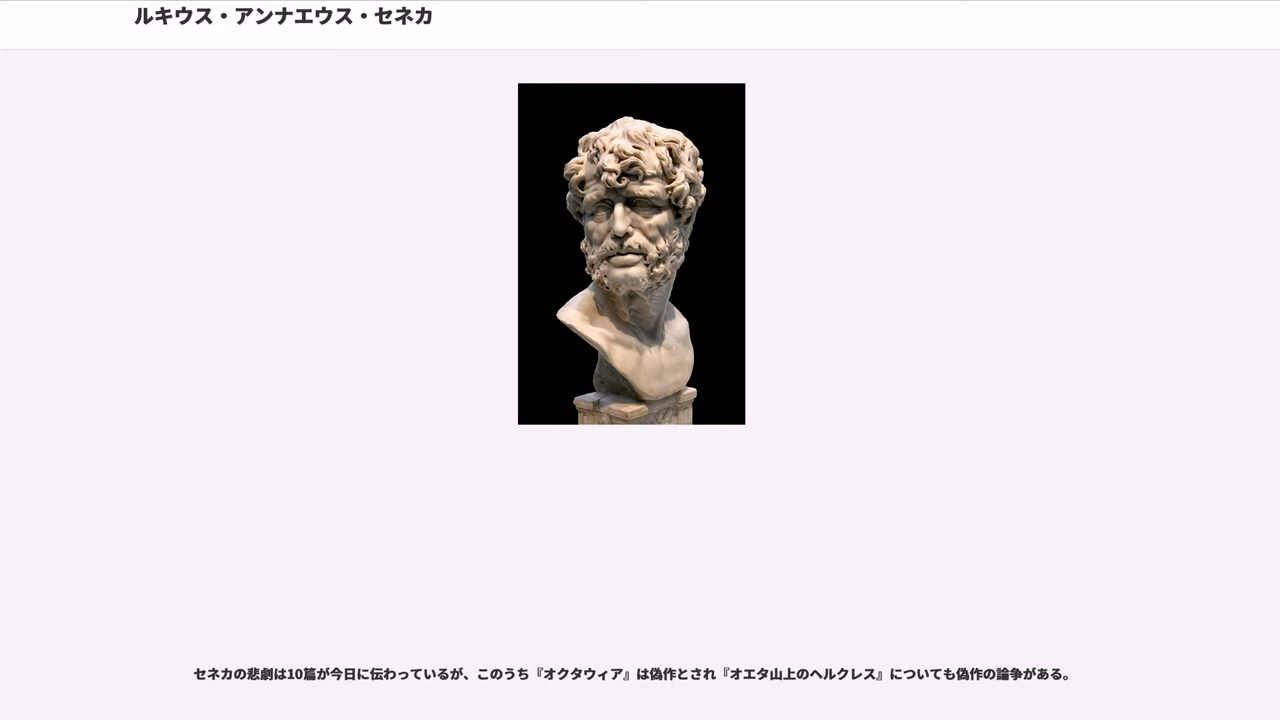 ルキウス・アンナエウス・セネカ
セネカの悲劇は10篇が今日に伝わっているが、このうち『オクタウィア』は偽作とされ『オエタ山上のヘルクレス』についても偽作の論争がある。